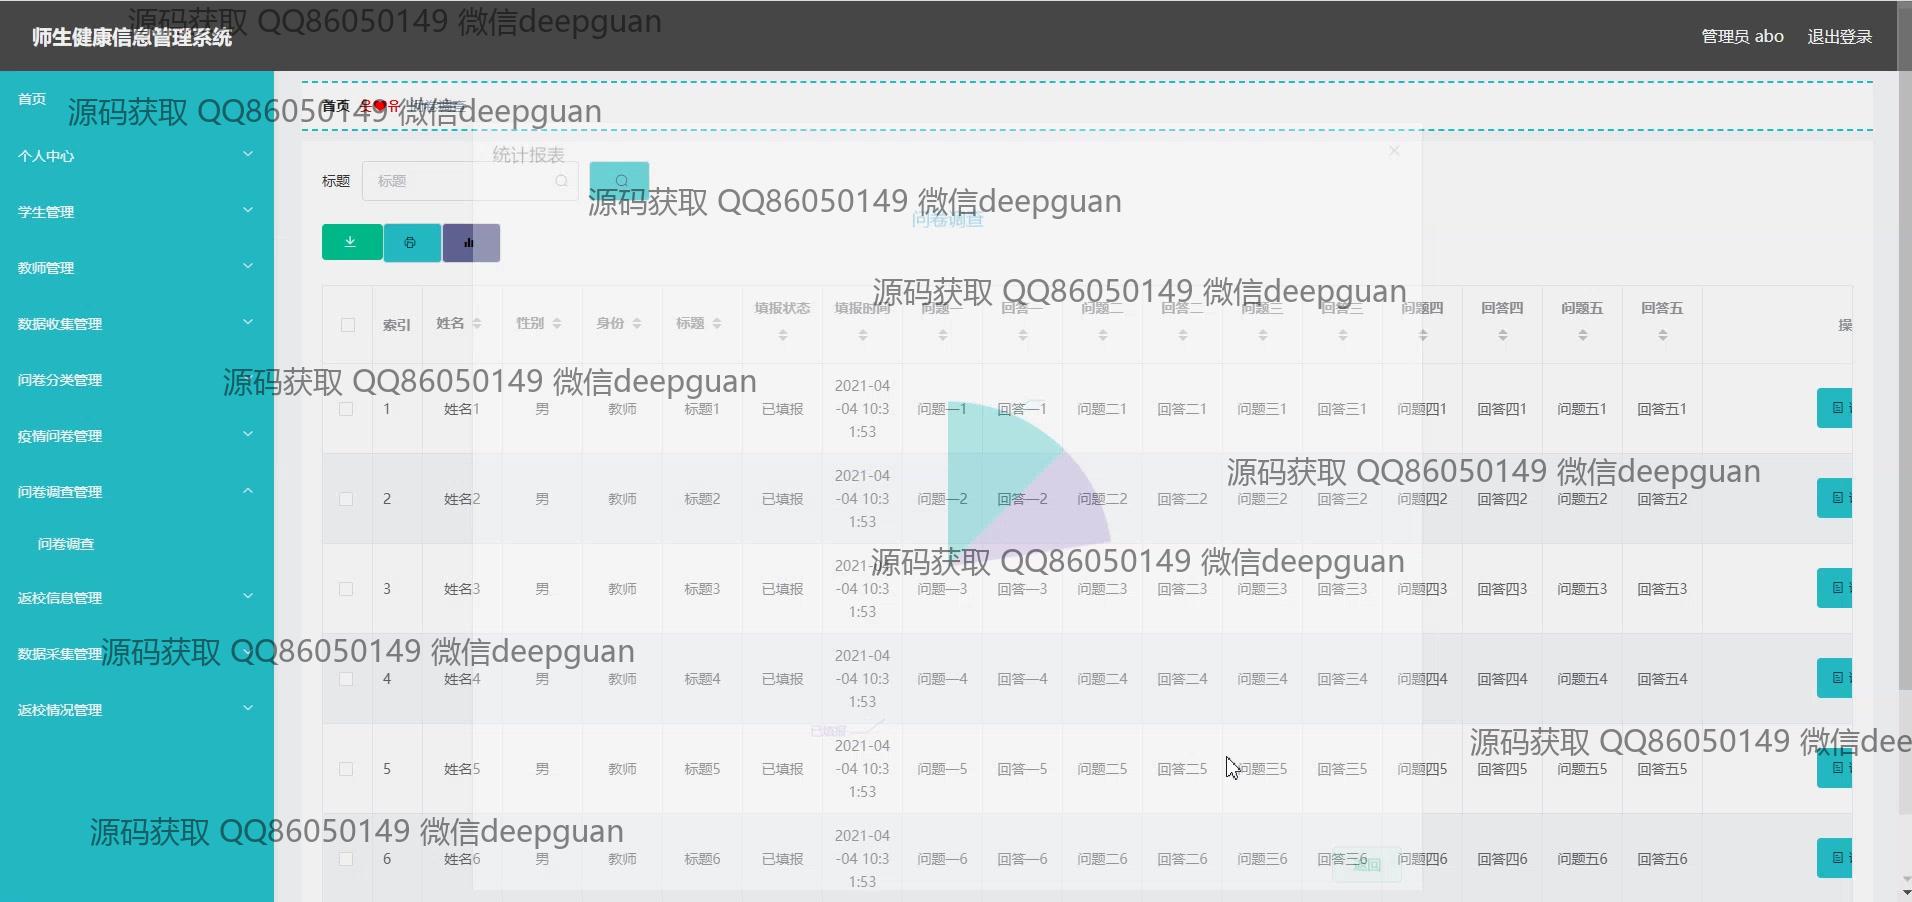 源码获取 QQ86050149 微信deepguan
师生健康信息管理系统
管理员 abo
退出登录
首页
个人中心
学生管理
教师管理
数据收集管理
问卷分类管理
疫情问卷管理
问卷调查管理
问卷调查
返校信息管理
数据采集管理
返校情况管理
首页 웃❤유 问卷调查
源码获取 QQ86050149 微信deepguan
统计报表
标题 标题
源码获取 QQ86050149 微信deepguan
问卷调查
源码获取 QQ86050149 微信deepguan
索引 姓名 性别 身份 标题 填报状态 填报时间 问题一 回答一 问题二 回答二 问题三 回答三 问题四 回答四 问题五 回答五 操
源码获取 QQ86050149 微信deepguan
1 姓名1 男 教师 标题1 已填报 2021-04-04 10:31:53 问题一1 回答一1 问题二1 回答二1 问题三1 回答三1 问题四1 回答四1 问题五1 回答五1
源码获取 QQ86050149 微信deepguan
2 姓名2 男 教师 标题2 已填报 2021-04-04 10:31:53 问题一2 回答一2 问题二2 回答二2 问题三2 回答三2 问题四2 回答四2 问题五2 回答五2
源码获取 QQ86050149 微信deepguan
3 姓名3 男 教师 标题3 已填报 2021-04-04 10:31:53 问题一3 回答一3 问题二3 回答二3 问题三3 回答三3 问题四3 回答四3 问题五3 回答五3
源码获取 QQ86050149 微信deepguan
4 姓名4 男 教师 标题4 已填报 2021-04-04 10:31:53 问题一4 回答一4 问题二4 回答二4 问题三4 回答三4 问题四4 回答四4 问题五4 回答五4
已填报
源码获取 QQ86050149 微信dee
5 姓名5 男 教师 标题5 已填报 2021-04-04 10:31:53 问题一5 回答一5 问题二5 回答二5 问题三5 回答三5 问题四5 回答四5 问题五5 回答五5
源码获取 QQ86050149 微信deepguan
6 姓名6 男 教师 标题6 已填报 2021-04-04 10:31:53 问题一6 回答一6 问题二6 回答二6 问题三6 回答三6 问题四6 回答四6 问题五6 回答五6
返回